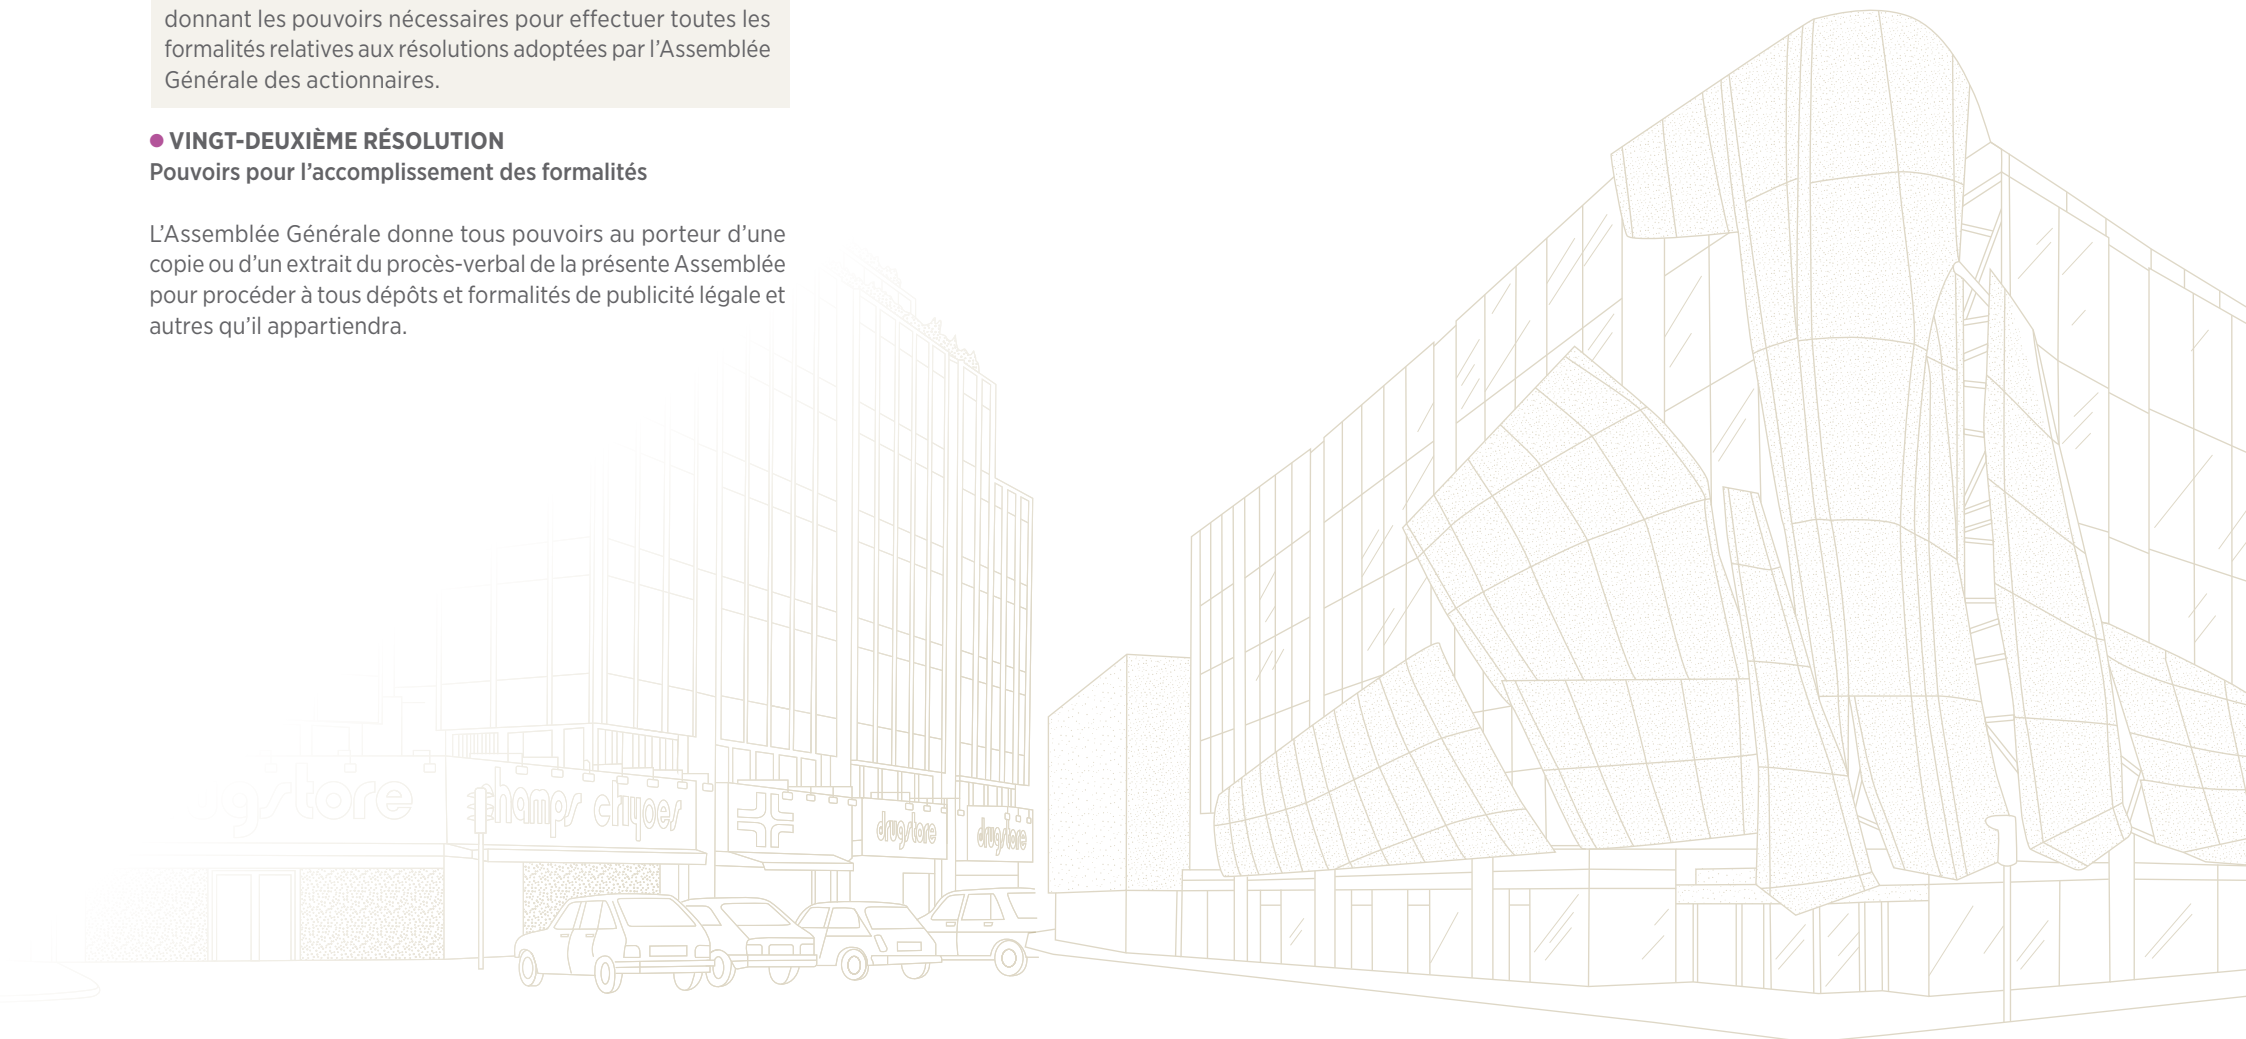 donnant les pouvoirs nécessaires pour effectuer toutes les
formalités relatives aux résolutions adoptées par l’Assemblée
Générale des actionnaires.
● VINGT-DEUXIÈME RÉSOLUTION
Pouvoirs pour l’accomplissement des formalités
L’Assemblée Générale donne tous pouvoirs au porteur d’une
copie ou d’un extrait du procès-verbal de la présente Assemblée
pour procéder à tous dépôts et formalités de publicité légale et
autres qu’il appartiendra.
gstore
champs
drugstore
drugstore